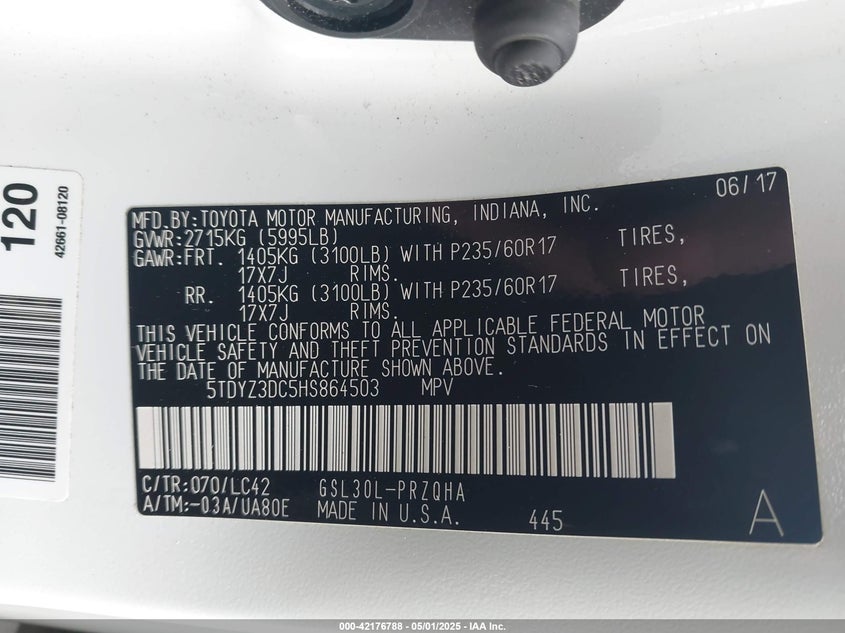 120
42661-08120
06/17
MFD.BY:TOYOTA MOTOR MANUFACTURING, INDIANA, INC.
GVWR:2715KG (5995LB)
GAWR:FRT. 1405KG (3100LB) WITH P235/60R17 TIRES,
17X7J RIMS.
RR. 1405KG (3100LB) WITH P235/60R17 TIRES,
17X7J RIMS.
THIS VEHICLE CONFORMS TO ALL APPLICABLE FEDERAL MOTOR
VEHICLE SAFETY AND THEFT PREVENTION STANDARDS IN EFFECT ON
THE DATE OF MANUFACTURE SHOWN ABOVE.
5TDYZ3DC5HS864503 MPV
C/TR:070/LC42 GSL30L-PRZQHA
A/TM:-03A/UA80E MADE IN U.S.A. 445 A
000-42176788 - 05/01/2025 - IAA Inc.